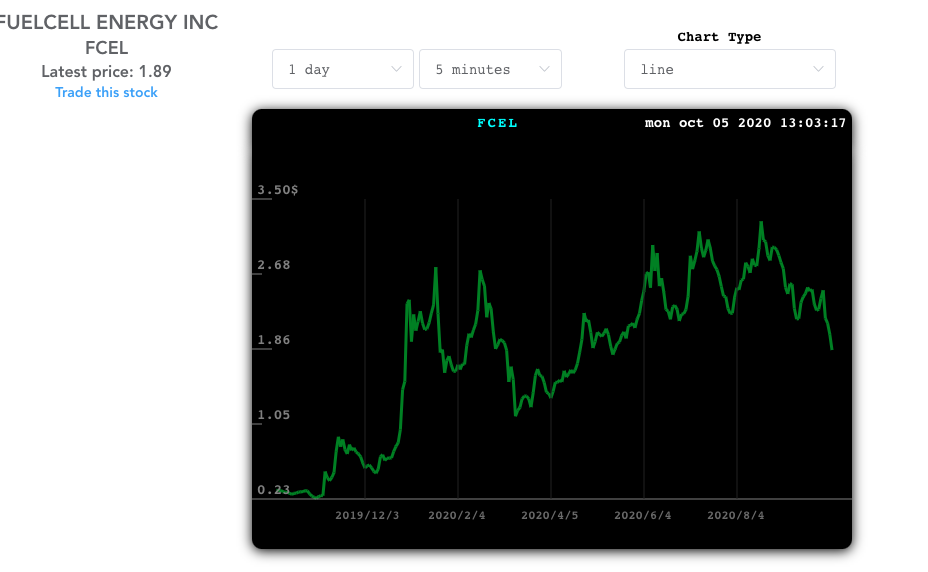 FUELCELL ENERGY INC
FCEL
Latest price: 1.89
Trade this stock
Chart Type
1 day
5 minutes
line
FCEL
mon oct 05 2020 13:03:17
3.50$
2.68
1.86
1.05
0.23
2019/12/3
2020/2/4
2020/4/5
2020/6/4
2020/8/4